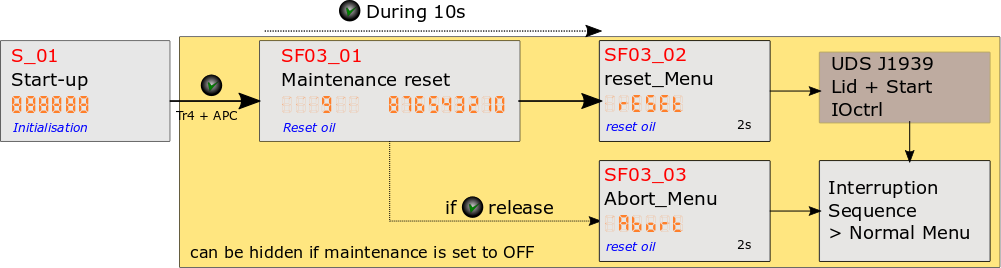 During 10s
S_01
Start-up
888888
Initialisation
Tr4 + APC
SF03_01
Maintenance reset
9 876543210
Reset oil
SF03_02
reset_Menu
rESEt
reset oil
2s
UDS J1939
Lid + Start
IOctrl
if release
SF03_03
Abort_Menu
Abort
reset oil
2s
Interruption
Sequence
> Normal Menu
can be hidden if maintenance is set to OFF